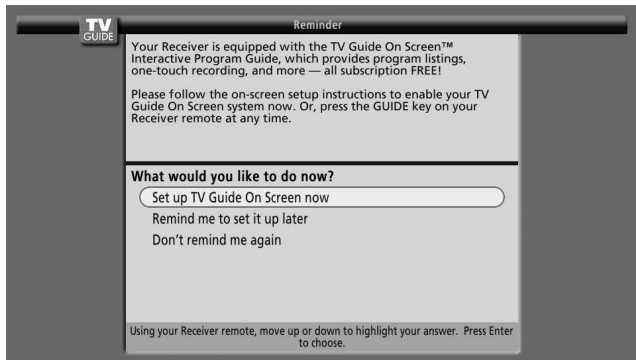 Reminder
TV
GUIDE
Your Receiver is equipped with the TV Guide On Screen™
Interactive Program Guide, which provides program listings,
one-touch recording, and more — all subscription FREE!
Please follow the on-screen setup instructions to enable your TV
Guide On Screen system now. Or, press the GUIDE key on your
Receiver remote at any time.
What would you like to do now?
Set up TV Guide On Screen now
Remind me to set it up later
Don't remind me again
Using your Receiver remote, move up or down to highlight your answer. Press Enter
to choose.